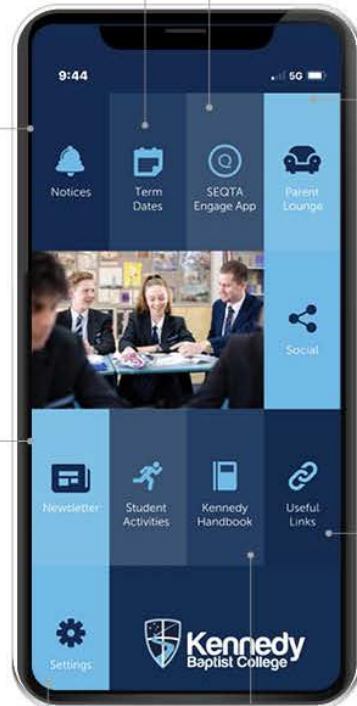 9:44
5G
Notices
Term
Dates
SEQTA
Engage App
Parent
Lounge
Social
Newsletter
Student
Activities
Kennedy
Handbook
Useful
Links
Settings
Kennedy
Baptist College